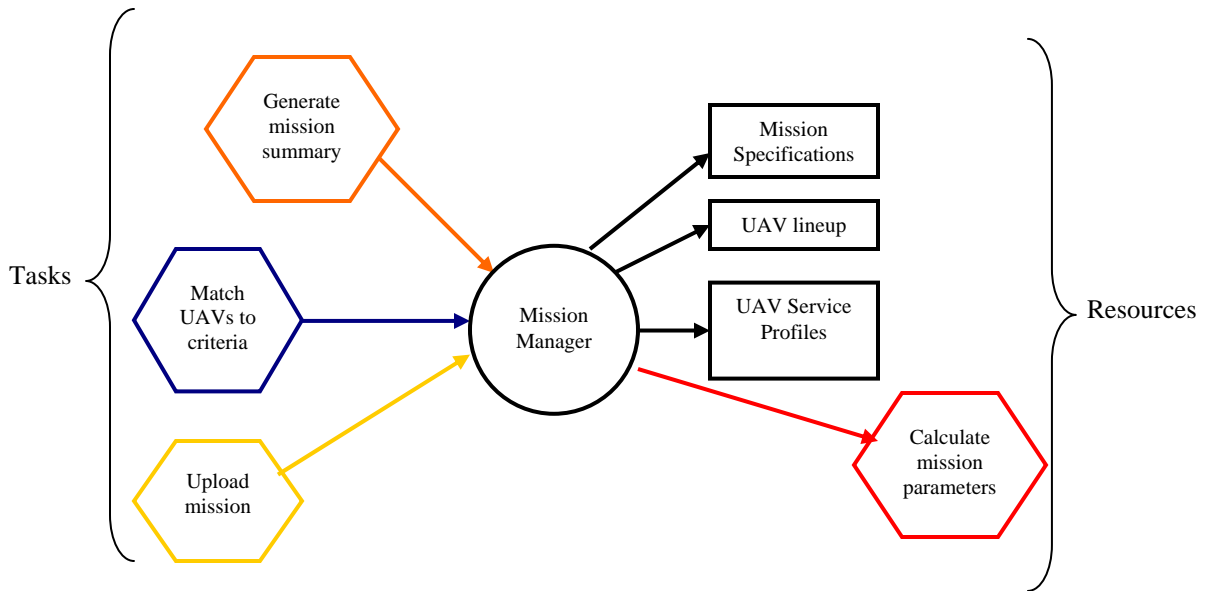 Tasks
Generate
mission
summary
Match
UAVs to
criteria
Upload
mission
Mission
Manager
Mission
Specifications
UAV lineup
UAV Service
Profiles
Calculate
mission
parameters
Resources